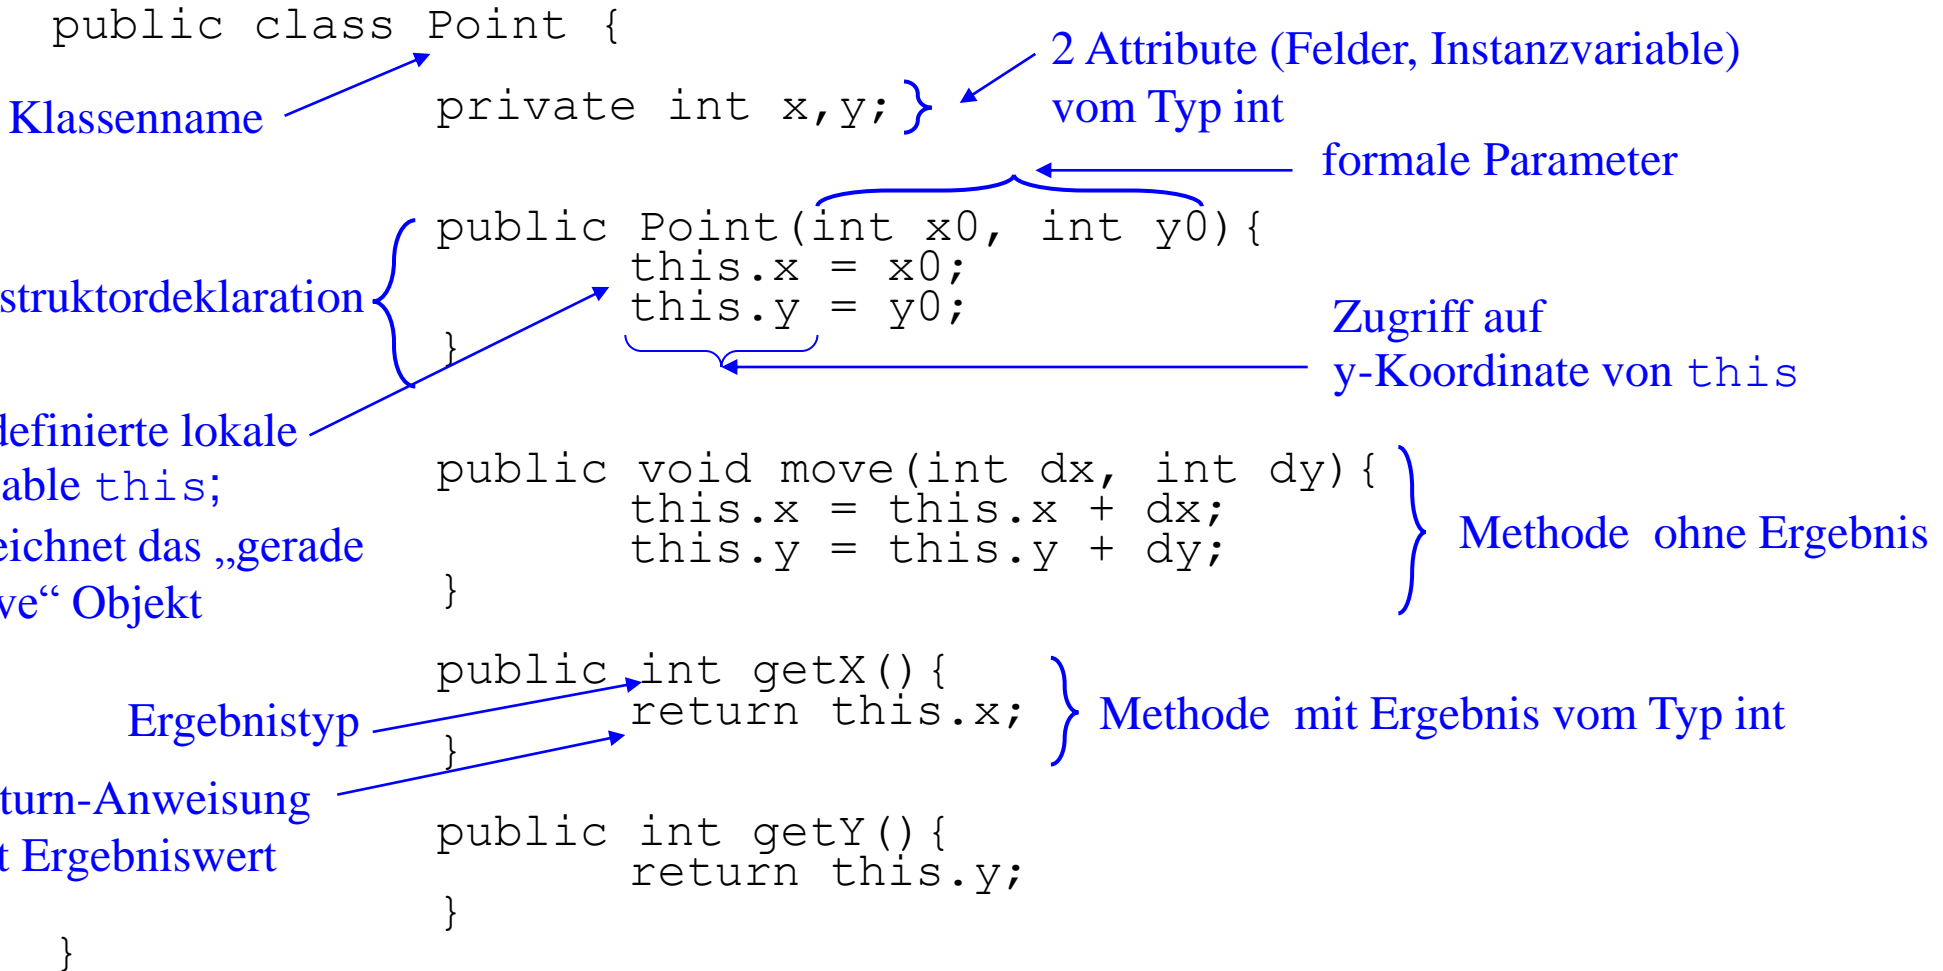 public class Point {
2 Attribute (Felder, Instanzvariable)
vom Typ int
Klassenname
private int x,y;
formale Parameter
public Point(int x0, int y0){
this.x = x0;
struktordeklaration
this.y = y0;
Zugriff auf
y-Koordinate von this
}
definierte lokale
able this;
eichnet das „gerade
ve“ Objekt
public void move(int dx, int dy){
this.x = this.x + dx;
this.y = this.y + dy;
Methode ohne Ergebnis
}
public int getX(){
return this.x;
Ergebnistyp
Methode mit Ergebnis vom Typ int
}
turn-Anweisung
t Ergebniswert
public int getY(){
return this.y;
}
}